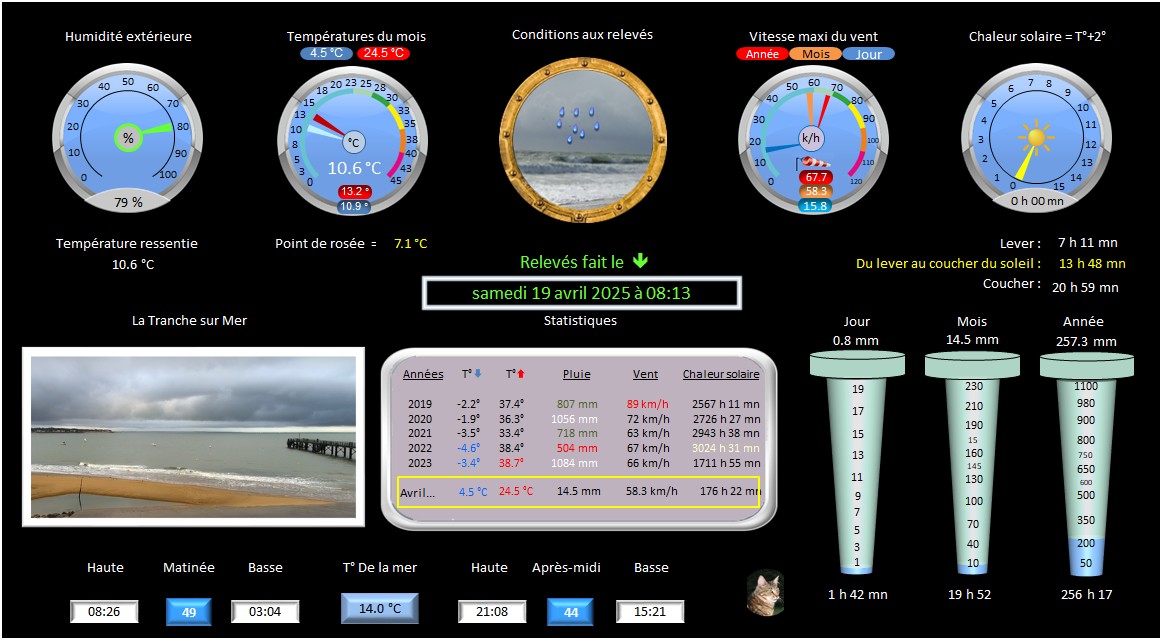 Humidité extérieure
Températures du mois
Conditions aux relevés
Vitesse maxi du vent
Chaleur solaire = T°+2°
4.5 °C 24.5 °C
Année Mois Jour
0 10 20 30 40 50 60 70 80 90 100
%
79 %
0 3 5 8 10 13 15 18 20 23 25 28 30 33 35 38 40 43 45
°C
10.6 °C
13.2 °
10.9 °
0 10 20 30 40 50 60 70 80 90 100 110 120
k/h
67.7
58.3
15.8
0 1 2 3 4 5 6 7 8 9 10 11 12 13 14 15
0 h 00 mn
Température ressentie
10.6 °C
Point de rosée = 7.1 °C
Relevés fait le
samedi 19 avril 2025 à 08:13
Lever : 7 h 11 mn
Du lever au coucher du soleil : 13 h 48 mn
Coucher : 20 h 59 mn
La Tranche sur Mer
Statistiques
Années T° T° Pluie Vent Chaleur solaire
2019 -2.2° 37.4° 807 mm 89 km/h 2567 h 11 mn
2020 -1.9° 36.3° 1056 mm 72 km/h 2726 h 27 mn
2021 -3.5° 33.4° 718 mm 63 km/h 2943 h 38 mn
2022 -4.6° 38.4° 504 mm 67 km/h 3024 h 31 mn
2023 -3.4° 38.7° 1084 mm 66 km/h 1711 h 55 mn
Avril... 4.5 °C 24.5 °C 14.5 mm 58.3 km/h 176 h 22 mn
Jour
0.8 mm
19
17
15
13
11
9
7
5
3
1
1 h 42 mn
Mois
14.5 mm
230
210
190
15
160
145
130
100
70
40
10
19 h 52
Année
257.3 mm
1100
980
900
800
750
650
600
500
350
200
50
256 h 17
Haute Matinée Basse
08:26 49 03:04
T° De la mer
14.0 °C
Haute Après-midi Basse
21:08 44 15:21